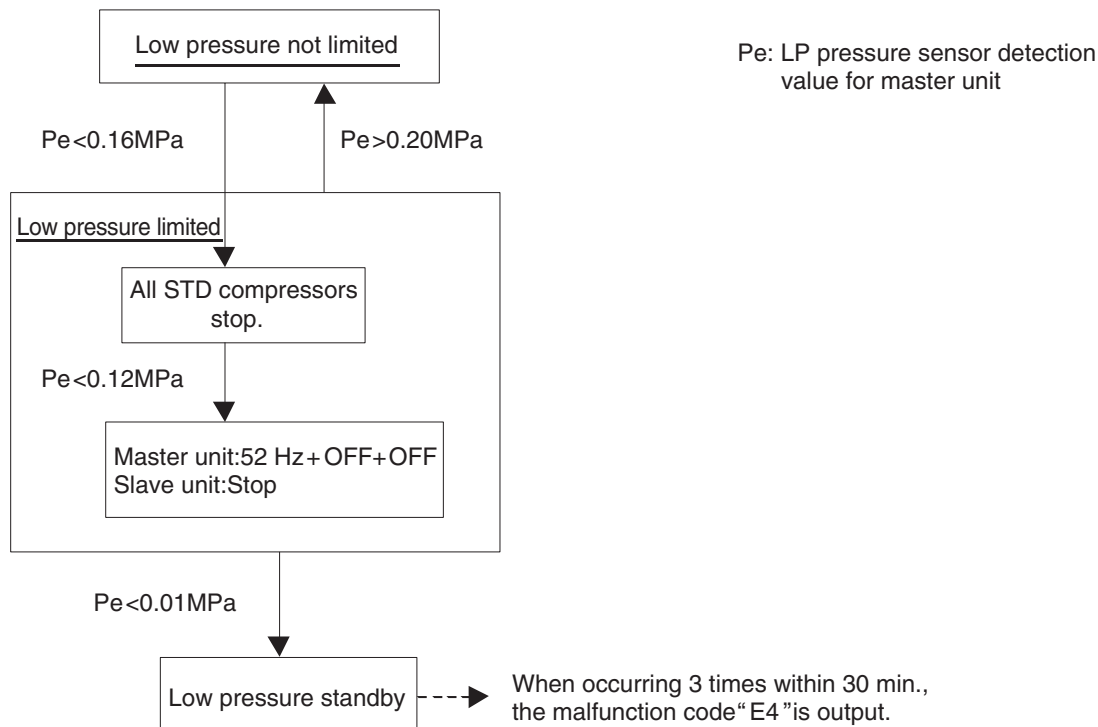 Low pressure not limited
Pe: LP pressure sensor detection
value for master unit
Pe<0.16MPa
Pe>0.20MPa
Low pressure limited
All STD compressors
stop.
Pe<0.12MPa
Master unit:52 Hz+OFF+OFF
Slave unit:Stop
Pe<0.01MPa
Low pressure standby
When occurring 3 times within 30 min.,
the malfunction code“E4”is output.